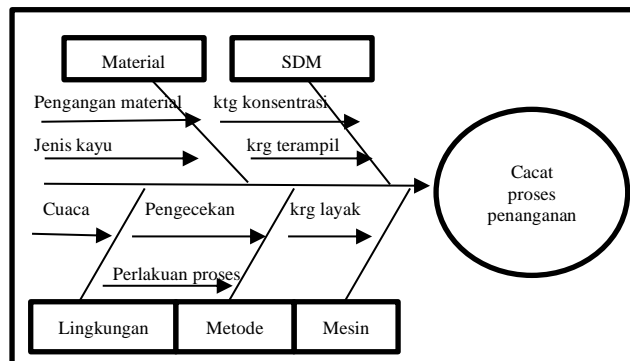 Material
SDM
Pengangan material
ktg konsentrasi
Jenis kayu
krg terampil
Cacat
proses
penanganan
Cuaca
Pengecekan
krg layak
Perlakuan proses
Lingkungan
Metode
Mesin